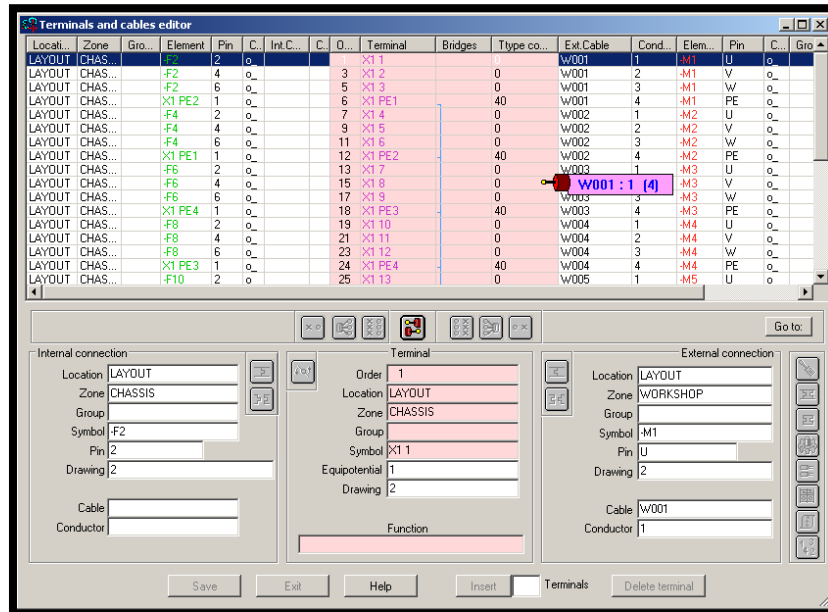 Terminals and cables editor
Locati... Zone Gro... Element Pin C.. Int.C... C.. O... Terminal Bridges Ttype co... Ext.Cable Cond... Elem... Pin C... Gro
LAYOUT CHAS... -F2 2 o_ 1 X1 1 0 W001 1 -M1 U o_
LAYOUT CHAS... -F2 4 o_ 3 X1 2 0 W001 2 -M1 V o_
LAYOUT CHAS... -F2 6 o_ 5 X1 3 0 W001 3 -M1 W o_
LAYOUT CHAS... X1 PE2 1 o_ 6 X1 PE1 40 W001 4 -M1 PE o_
LAYOUT CHAS... -F4 2 o_ 7 X1 4 0 W002 1 -M2 U o_
LAYOUT CHAS... -F4 4 o_ 9 X1 5 0 W002 2 -M2 V o_
LAYOUT CHAS... -F4 6 o_ 11 X1 6 0 W002 3 -M2 W o_
LAYOUT CHAS... X1 PE1 1 o_ 12 X1 PE2 40 W002 4 -M2 PE o_
LAYOUT CHAS... -F6 2 o_ 13 X1 7 0 W003 1 -M3 U o_
LAYOUT CHAS... -F6 4 o_ 15 X1 8 0 W001 : 1 (4) -M3 V o_
LAYOUT CHAS... -F6 6 o_ 17 X1 9 0 W003 3 -M3 W o_
LAYOUT CHAS... X1 PE4 1 o_ 18 X1 PE3 40 W003 4 -M3 PE o_
LAYOUT CHAS... -F8 2 o_ 19 X1 10 0 W004 1 -M4 U o_
LAYOUT CHAS... -F8 4 o_ 21 X1 11 0 W004 2 -M4 V o_
LAYOUT CHAS... -F8 6 o_ 23 X1 12 0 W004 3 -M4 W o_
LAYOUT CHAS... X1 PE3 1 o_ 24 X1 PE4 40 W004 4 -M4 PE o_
LAYOUT CHAS... -F10 2 o_ 25 X1 13 0 W005 1 -M5 U o_
Go to:
Internal connection
Location LAYOUT
Zone CHASSIS
Group
Symbol -F2
Pin 2
Drawing 2
Cable
Conductor
Terminal
Order 1
Location LAYOUT
Zone CHASSIS
Group
Symbol X1 1
Equipotential 1
Drawing 2
Function
External connection
Location LAYOUT
Zone WORKSHOP
Group
Symbol -M1
Pin U
Drawing 2
Cable W001
Conductor 1
Save Exit Help Insert Terminals Delete terminal